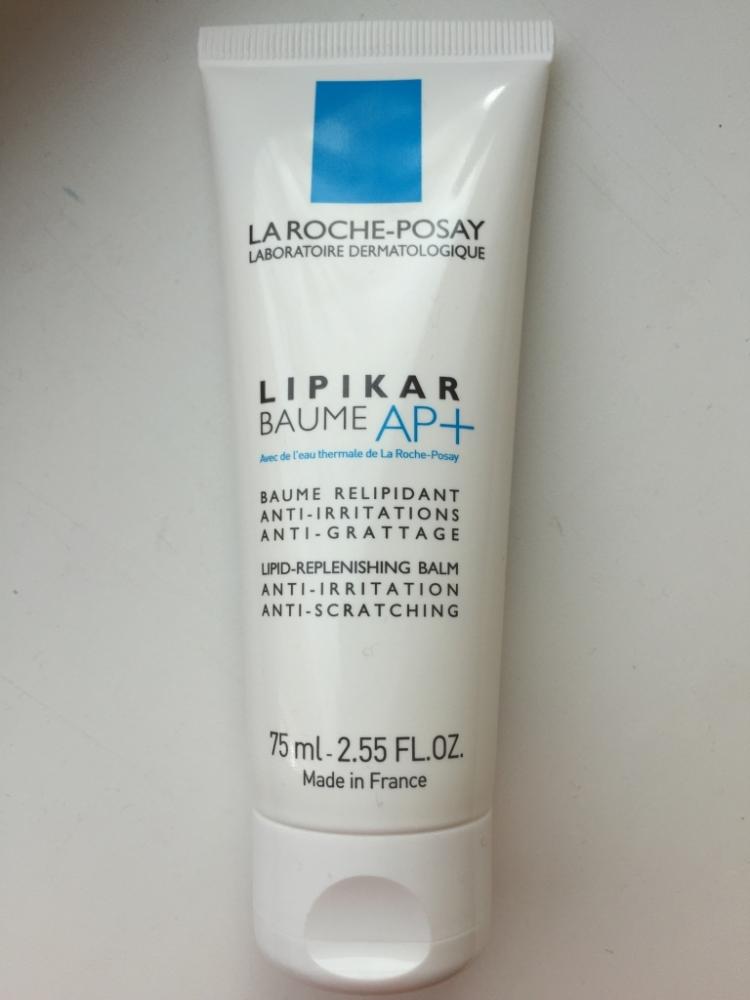 LA ROCHE-POSAY
LABORATOIRE DERMATOLOGIQUE
LIPIKAR
BAUME AP+
Avec de l'eau thermale de La Roche-Posay
BAUME RELIPIDANT
ANTI-IRRITATIONS
ANTI-GRATTAGE
LIPID-REPLENISHING BALM
ANTI-IRRITATION
ANTI-SCRATCHING
75 ml - 2.55 FL.OZ.
Made in France